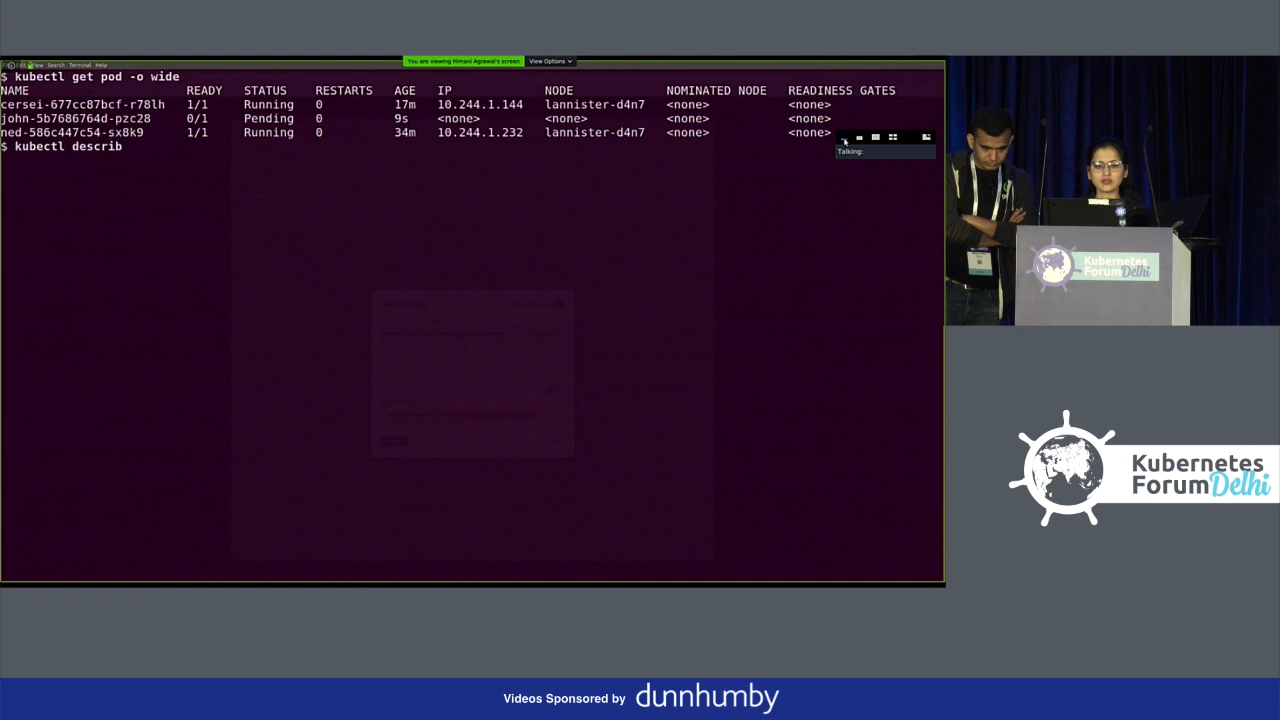 You are viewing Himani Agrawal's screen View Options
View Search Terminal Help
$ kubectl get pod -o wide
NAME READY STATUS RESTARTS AGE IP NODE NOMINATED NODE READINESS GATES
cersei-677cc87bcf-r78lh 1/1 Running 0 17m 10.244.1.144 lannister-d4n7 <none> <none>
john-5b7686764d-pzc28 0/1 Pending 0 9s <none> <none> <none> <none>
ned-586c447c54-sx8k9 1/1 Running 0 34m 10.244.1.232 lannister-d4n7 <none> <none>
$ kubectl describ
Talking:
Kubernetes
Forum Delhi
Kubernetes
Forum Delhi
Videos Sponsored by dunnhumby